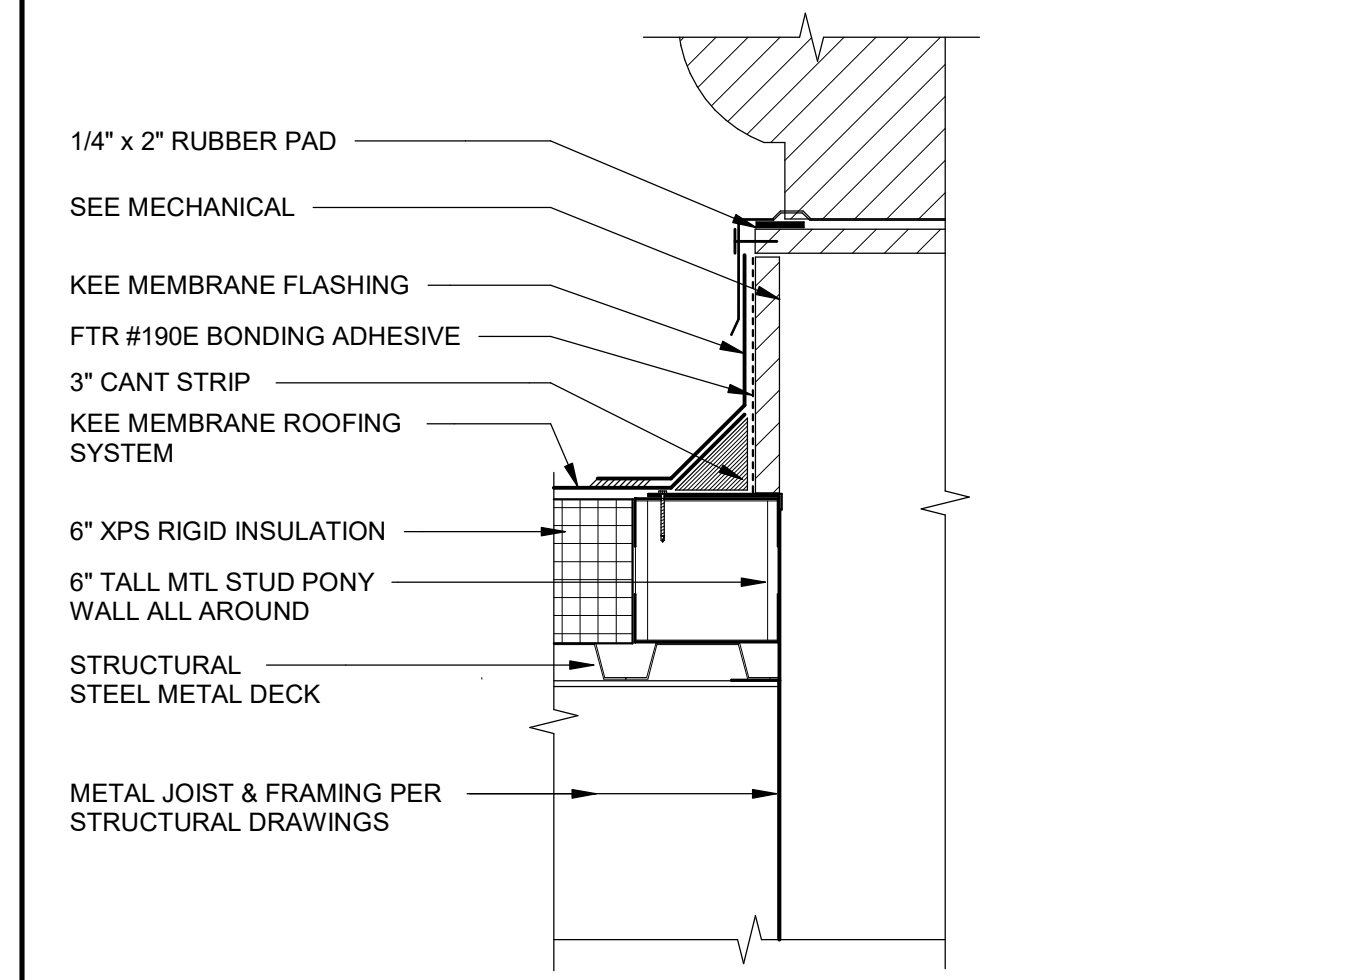 1/4" x 2" RUBBER PAD
SEE MECHANICAL
KEE MEMBRANE FLASHING
FTR #190E BONDING ADHESIVE
3" CANT STRIP
KEE MEMBRANE ROOFING
SYSTEM
6" XPS RIGID INSULATION
6" TALL MTL STUD PONY
WALL ALL AROUND
STRUCTURAL
STEEL METAL DECK
METAL JOIST & FRAMING PER
STRUCTURAL DRAWINGS